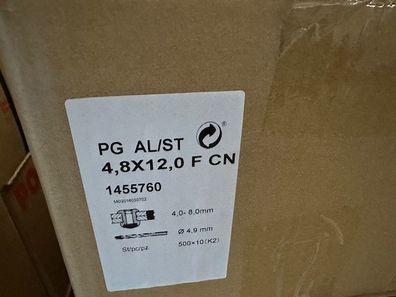 PG AL/ST
4,8X12,0 F CN
1455760
4,0- 8,0mm
Ø 4,9 mm
St/pc/pz. 500×10(K2)